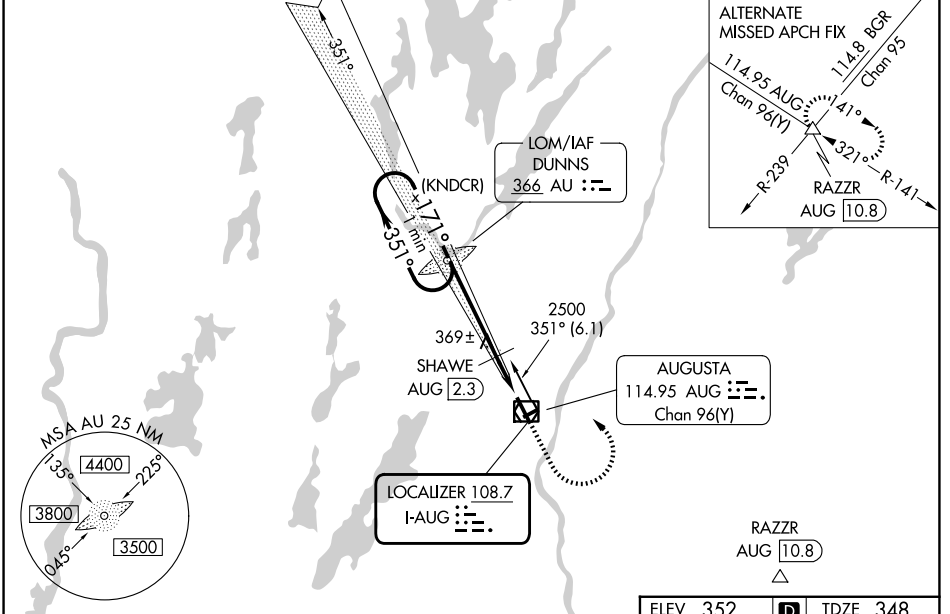 ALTERNATE
MISSED APCH FIX
114.8 BGR
Chan 95
114.95 AUG
Chan 96(Y)
141°
321°
R-239
R-141
RAZZR
AUG 10.8
351°
LOM/IAF
DUNNS
366 AU
(KNDCR)
171°
1 min
351°
2500
351° (6.1)
369±
SHAWE
AUG 2.3
AUGUSTA
114.95 AUG
Chan 96(Y)
MSA AU 25 NM
135°
4400
225°
3800
3500
045°
LOCALIZER 108.7
I-AUG
RAZZR
AUG 10.8
ELEV 352 D TDZE 348